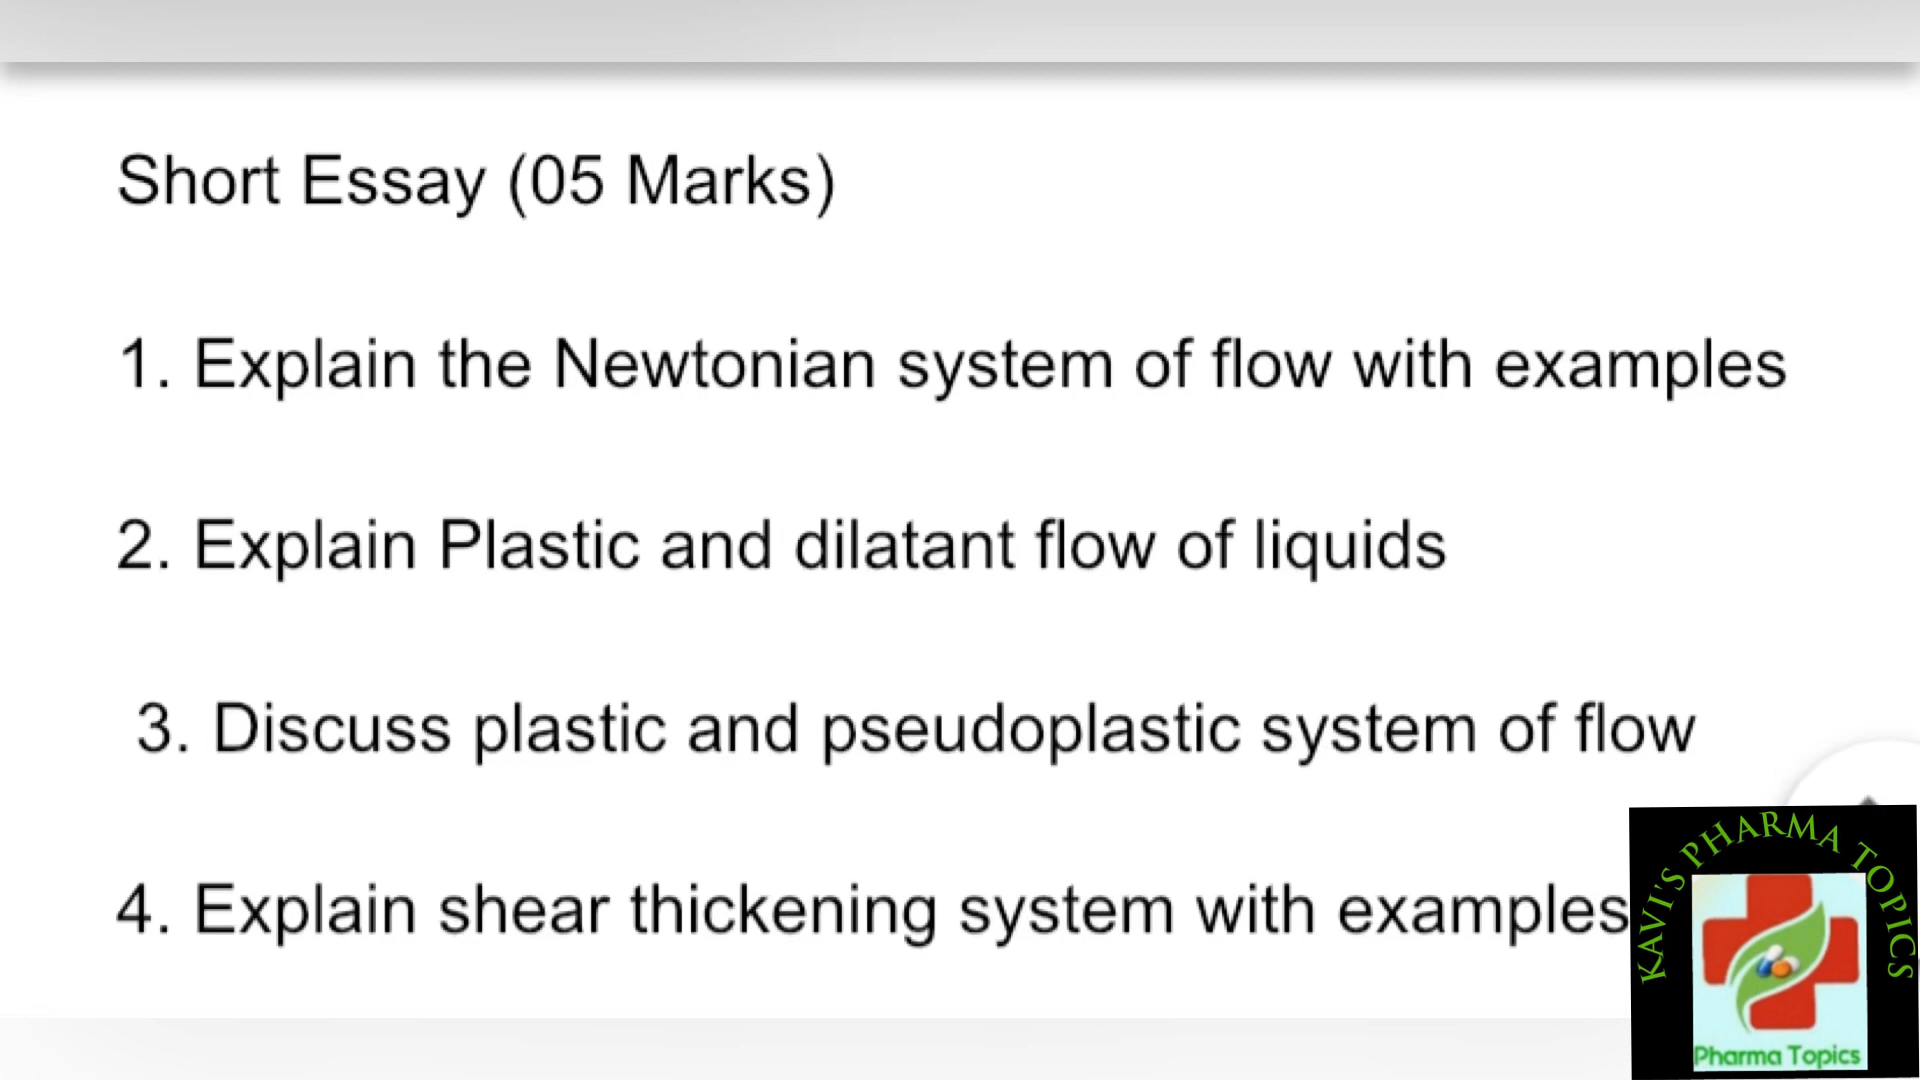 Short Essay (05 Marks)
1. Explain the Newtonian system of flow with examples
2. Explain Plastic and dilatant flow of liquids
3. Discuss plastic and pseudoplastic system of flow
4. Explain shear thickening system with examples
KAVI'S PHARMA TOPICS
Pharma Topics